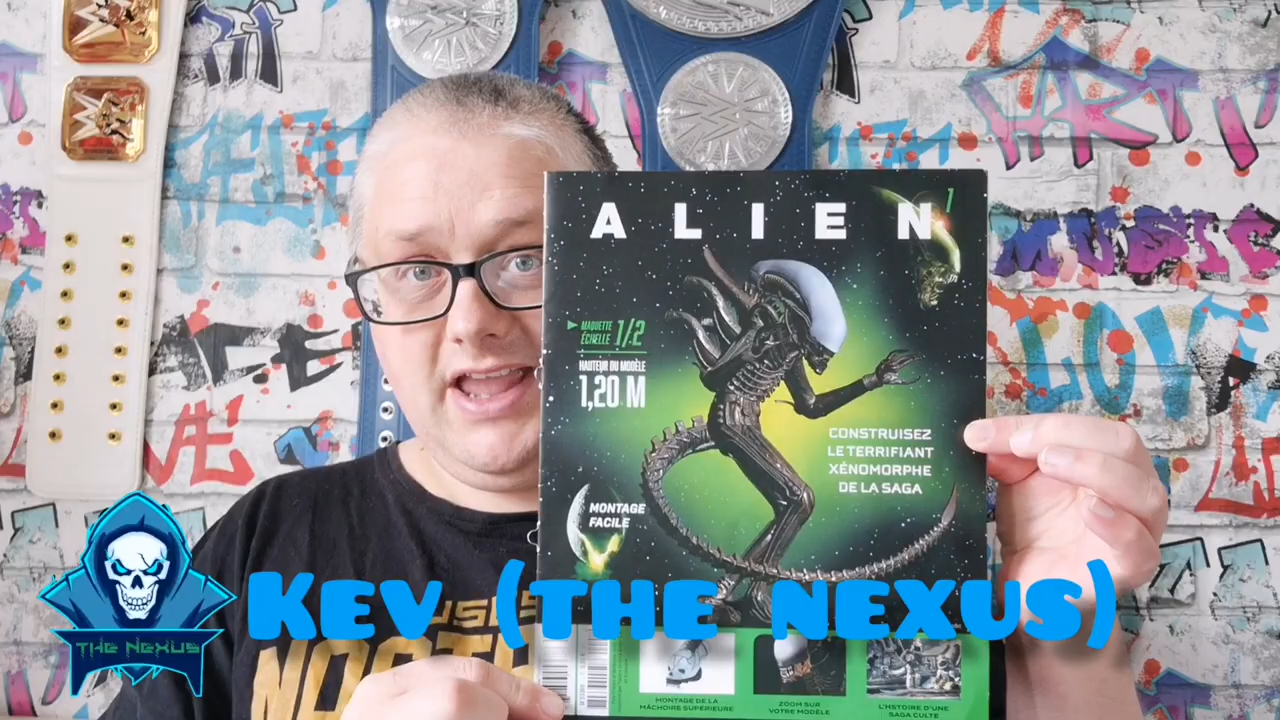 ALIEN
1
MAQUETTE
ÉCHELLE 1/2
HAUTEUR DU MODÈLE
1,20 M
CONSTRUISEZ
LE TERRIFIANT
XÉNOMORPHE
DE LA SAGA
MONTAGE
FACILE
MONTAGE DE LA
MÂCHOIRE SUPÉRIEURE
ZOOM SUR
VOTRE MODÈLE
L'HISTOIRE D'UNE
SAGA CULTE
THE NEXUS
KEV (THE NEXUS)
ART
MUSIC
LOVE